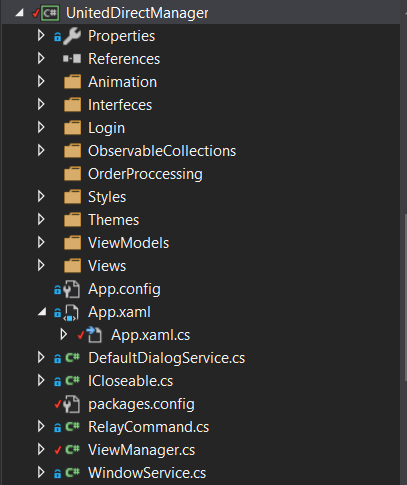 UnitedDirectManager
Properties
References
Animation
Interfeces
Login
ObservableCollections
OrderProccessing
Styles
Themes
ViewModels
Views
App.config
App.xaml
App.xaml.cs
C# DefaultDialogService.cs
C# ICloseable.cs
packages.config
C# RelayCommand.cs
C# ViewManager.cs
C# WindowService.cs